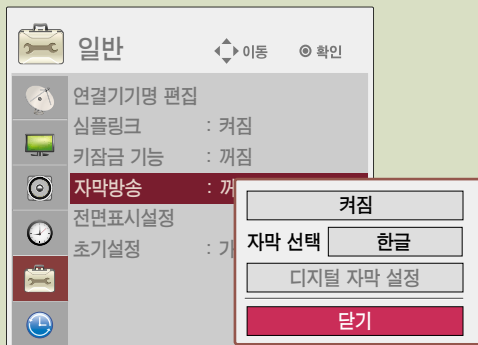 일반 이동 확인
연결기기명 편집
심플링크 : 켜짐
키잠금 기능 : 꺼짐
자막방송
전면표시설정
초기설정
켜짐
자막 선택 한글
디지털 자막 설정
닫기